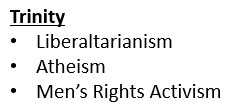 Trinity
• Liberaltarianism
• Atheism
• Men's Rights Activism